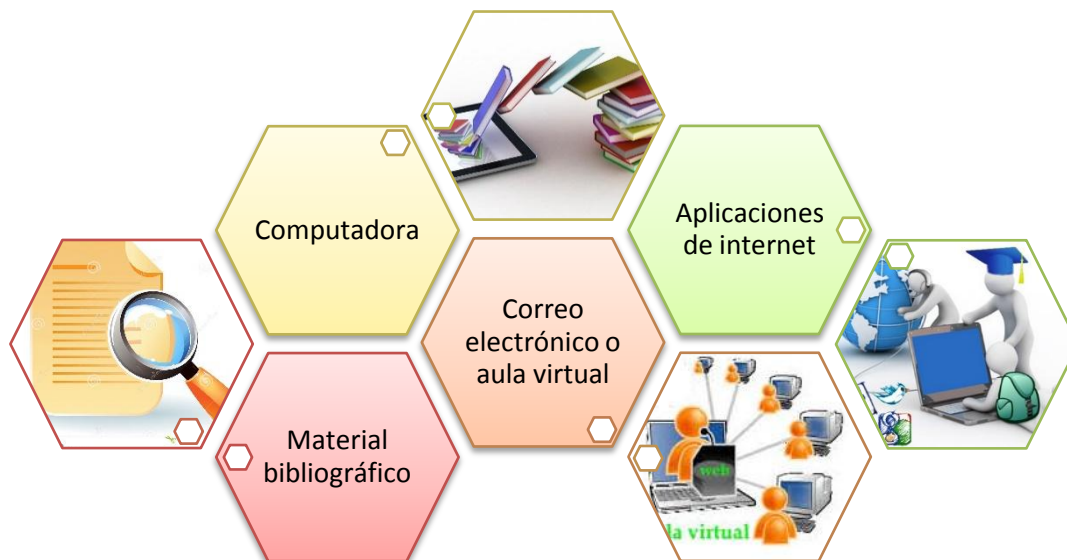 Computadora
Aplicaciones
de internet
Correo
electrónico o
aula virtual
Material
bibliográfico
web
la virtual